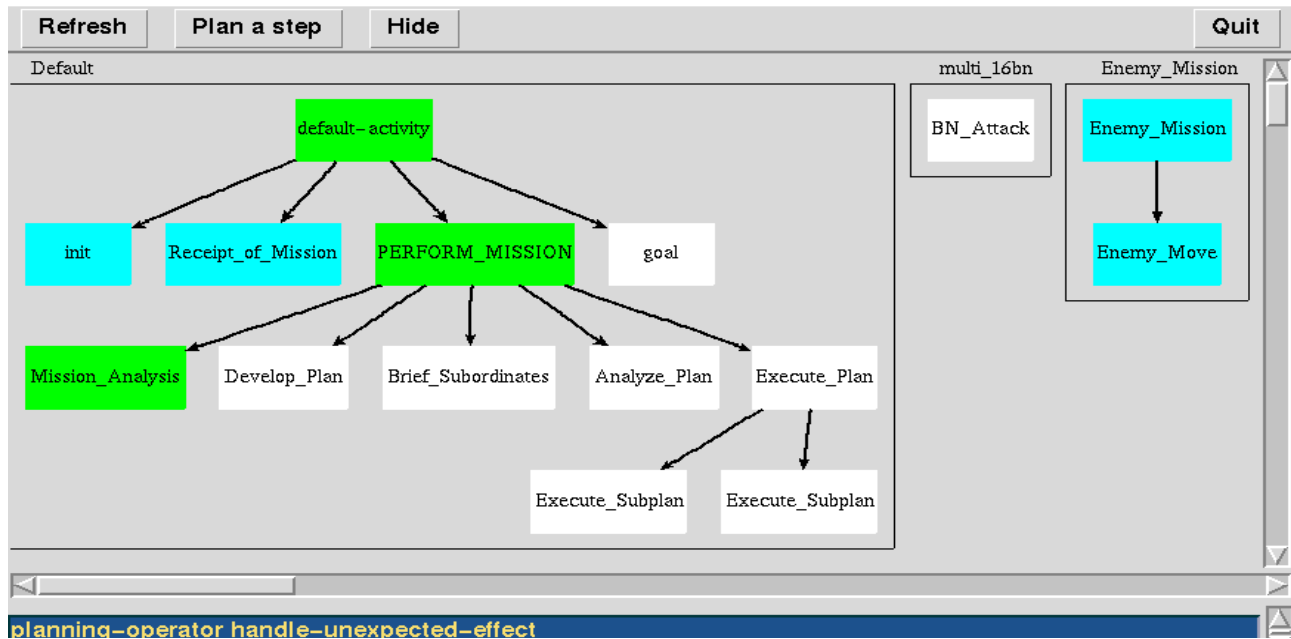 Refresh Plan a step Hide Quit
Default multi_16bn Enemy_Mission
default-activity BN_Attack Enemy_Mission
init Receipt_of_Mission PERFORM_MISSION goal Enemy_Move
Mission_Analysis Develop_Plan Brief_Subordinates Analyze_Plan Execute_Plan
Execute_Subplan Execute_Subplan
planning-operator handle-unexpected-effect